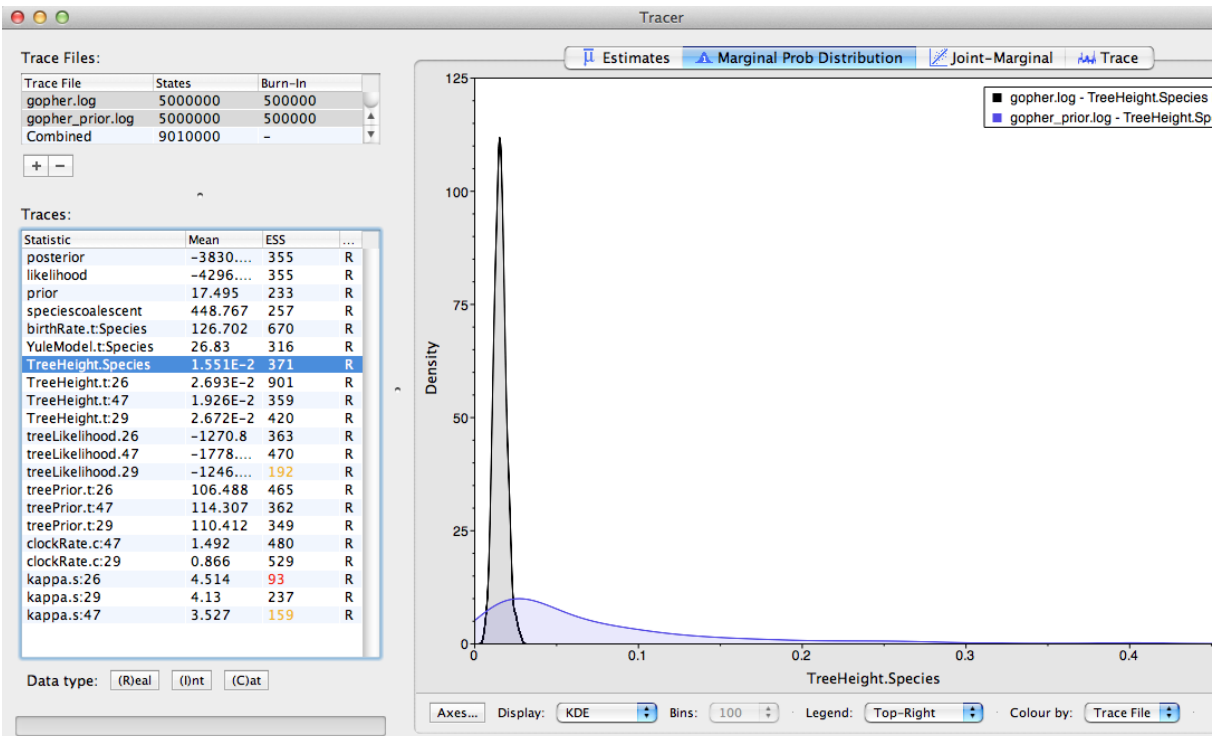 Tracer
Trace Files:
Trace File States Burn-In
gopher.log 5000000 500000
gopher_prior.log 5000000 500000
Combined 9010000 -
+ −
Traces:
Statistic Mean ESS ...
posterior -3830.... 355 R
likelihood -4296.... 355 R
prior 17.495 233 R
speciescoalescent 448.767 257 R
birthRate.t:Species 126.702 670 R
YuleModel.t:Species 26.83 316 R
TreeHeight.Species 1.551E-2 371 R
TreeHeight.t:26 2.693E-2 901 R
TreeHeight.t:47 1.926E-2 359 R
TreeHeight.t:29 2.672E-2 420 R
treeLikelihood.26 -1270.8 363 R
treeLikelihood.47 -1778.... 470 R
treeLikelihood.29 -1246.... 192 R
treePrior.t:26 106.488 465 R
treePrior.t:47 114.307 362 R
treePrior.t:29 110.412 349 R
clockRate.c:47 1.492 480 R
clockRate.c:29 0.866 529 R
kappa.s:26 4.514 93 R
kappa.s:29 4.13 237 R
kappa.s:47 3.527 159 R
Data type: (R)eal (I)nt (C)at
μ Estimates Marginal Prob Distribution Joint-Marginal Trace
gopher.log - TreeHeight.Species
gopher_prior.log - TreeHeight.Sp
125
100
75
50
25
0
Density
0 0.1 0.2 0.3 0.4
TreeHeight.Species
Axes... Display: KDE Bins: 100 Legend: Top-Right Colour by: Trace File